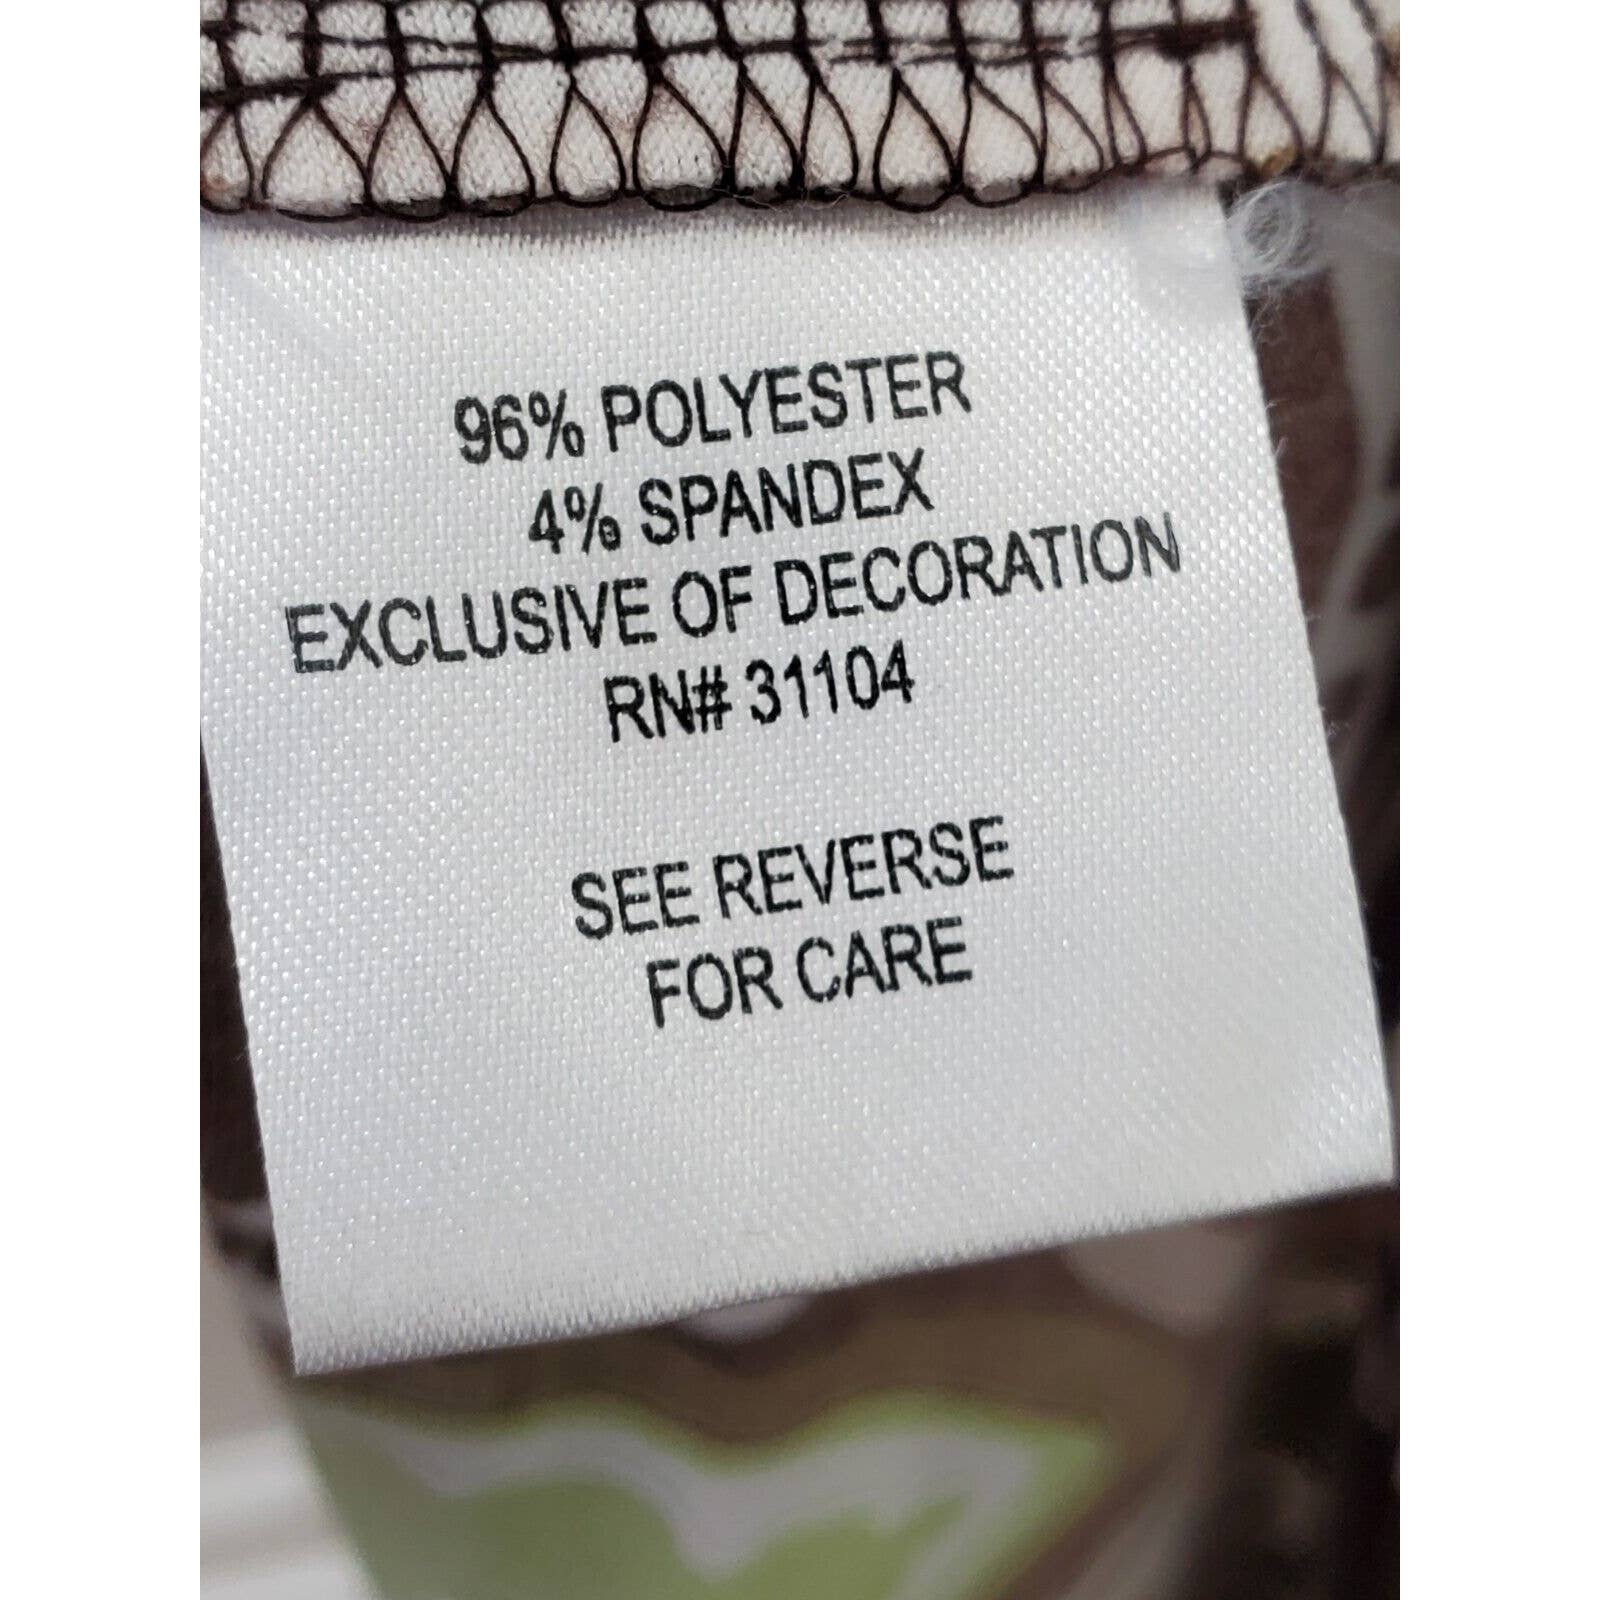 96% POLYESTER
4% SPANDEX
EXCLUSIVE OF DECORATION
RN# 31104
SEE REVERSE
FOR CARE